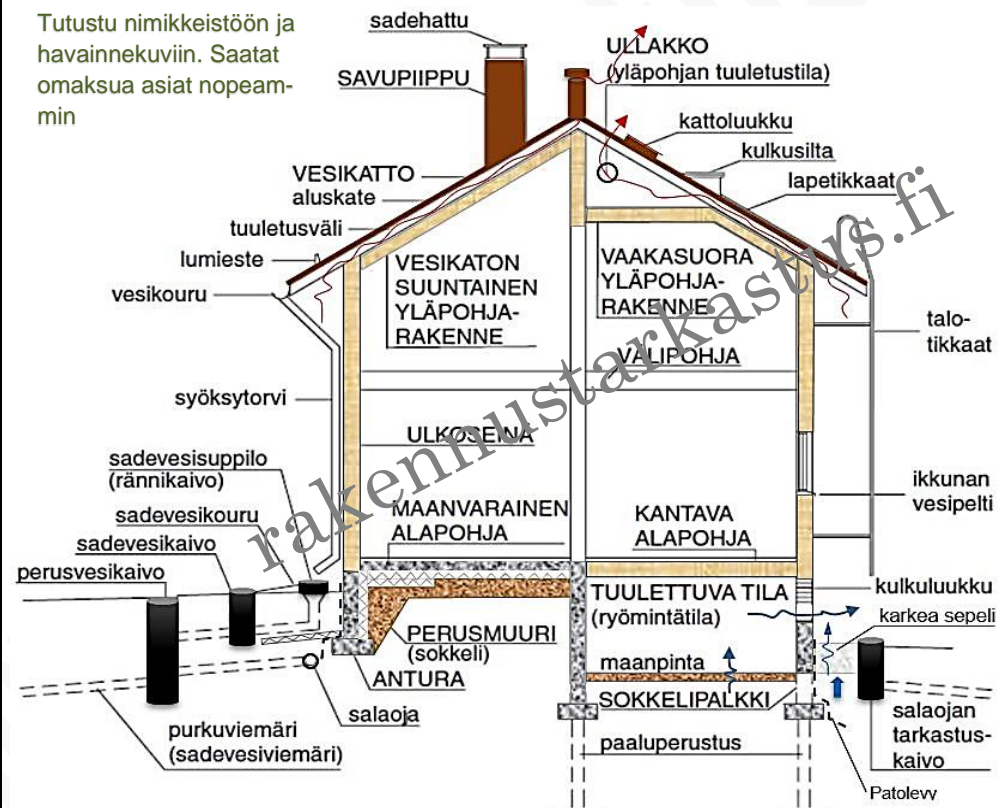 Tutustu nimikkeistöön ja
havainnekuviin. Saatat
omaksua asiat nopeam-
min
sadehattu
SAVUPIIPPU
ULLAKKO
(yläpohjan tuuletustila)
kattoluukku
kulkusilta
lapetikkaat
VESIKATTO
aluskate
tuuletusväli
lumieste
vesikouru
VESIKATON
SUUNTAINEN
YLÄPOHJA-
RAKENNE
VAAKASUORA
YLÄPOHJA-
RAKENNE
VÄLIPOHJA
talo-
tikkaat
syöksytorvi
ULKOSEINÄ
sadevesisuppilo
(rännikaivo)
sadevesikouru
sadevesikaivo
perusvesikaivo
MAANVARAINEN
ALAPOHJA
KANTAVA
ALAPOHJA
ikkunan
vesipelti
TUULETTUVA TILA
(ryömintätila)
kulkuluukku
karkea sepeli
PERUSMUURI
(sokkeli)
ANTURA
maanpinta
SOKKELIPALKKI
salaoja
purkuviemäri
(sadevesiviemäri)
paaluperustus
salaojan
tarkastus-
kaivo
Patolevy
rakennustarkastus.fi